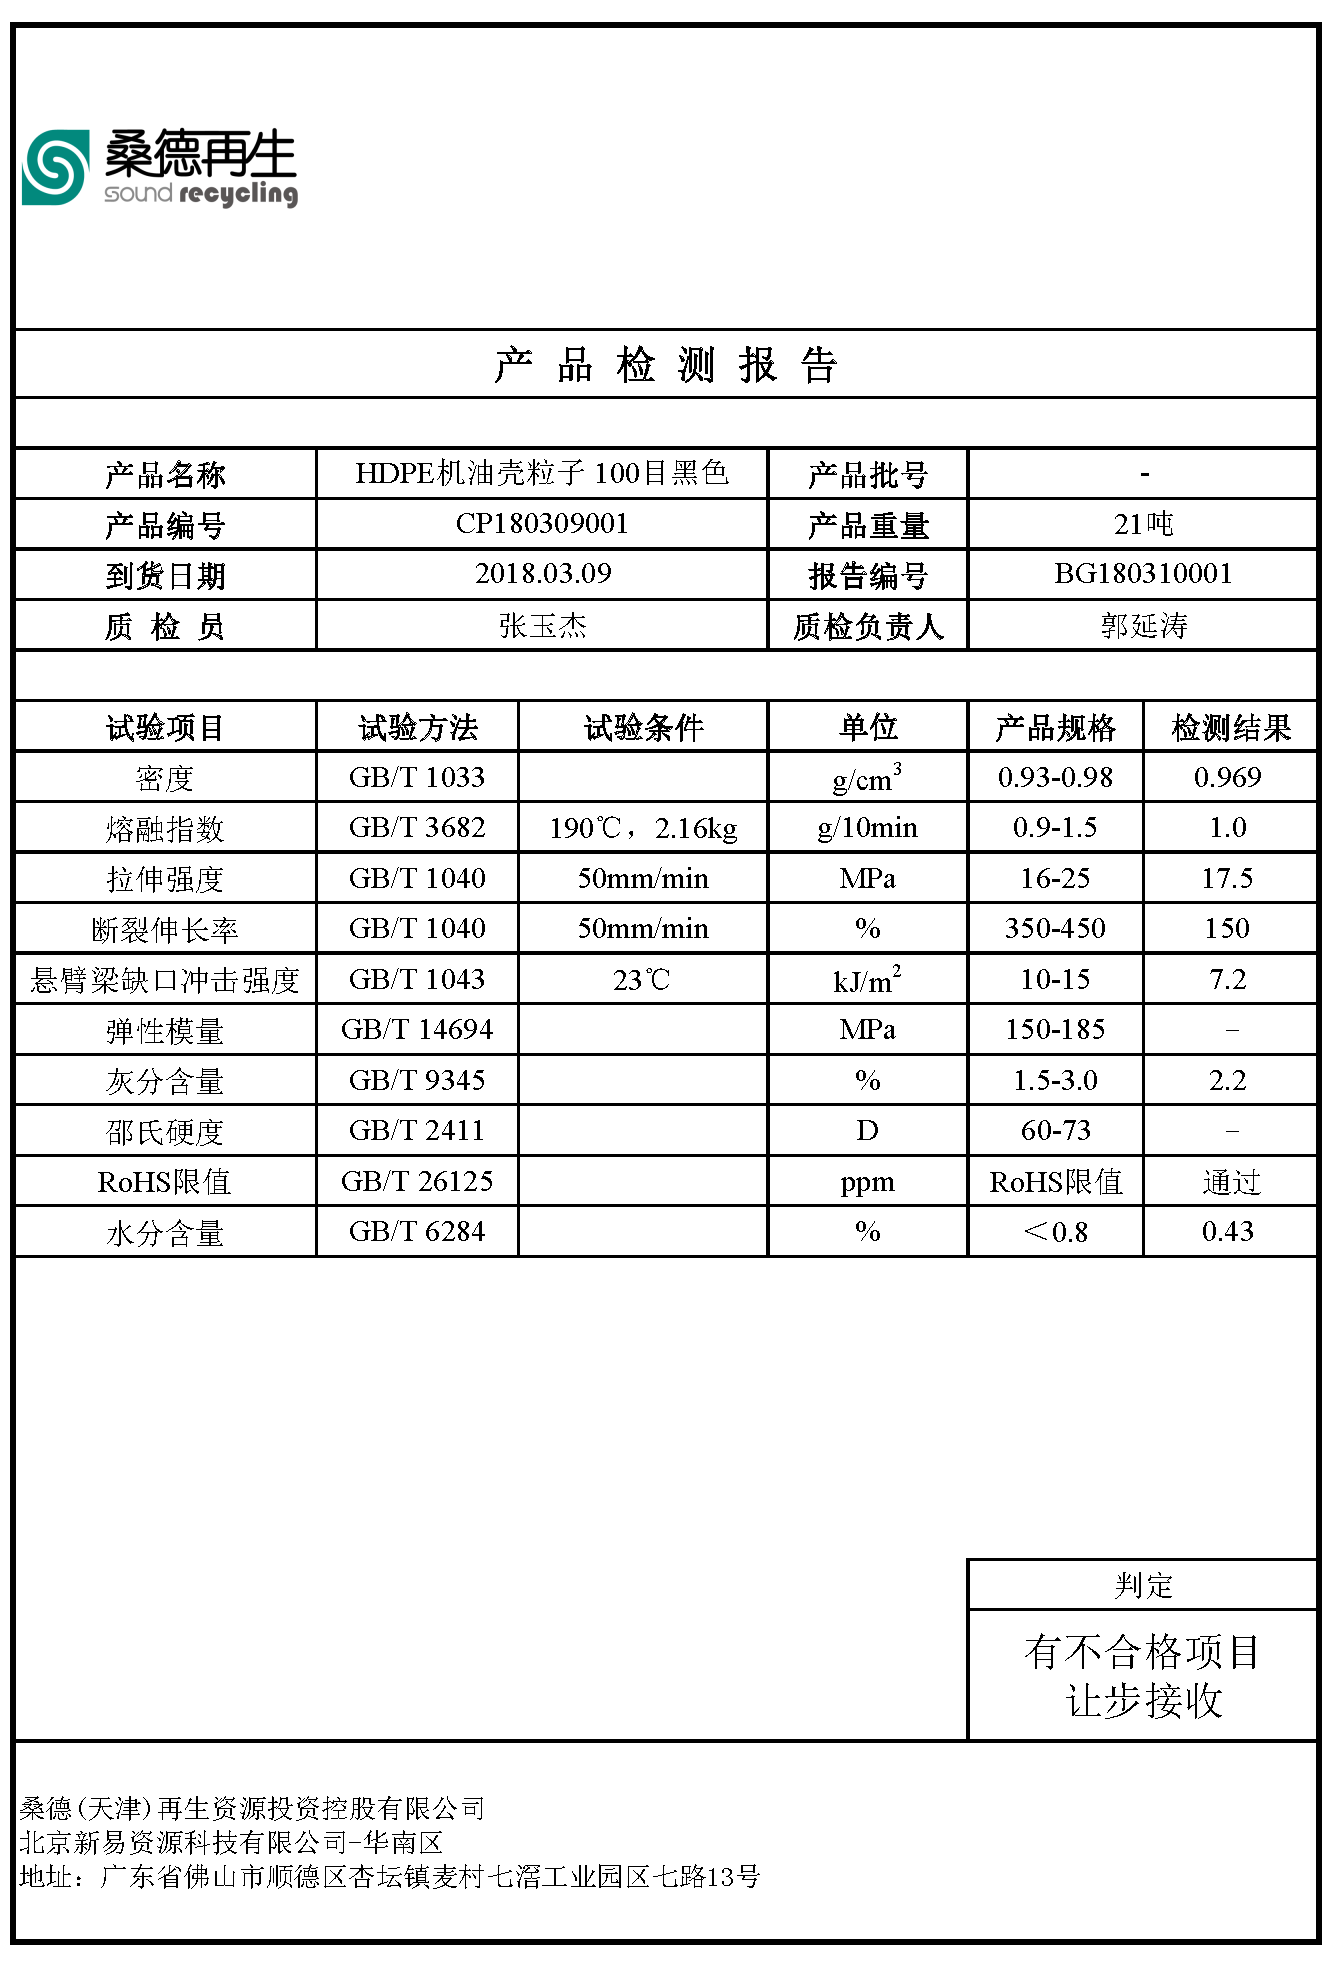 桑德再生
sound recycling
产品检测报告
产品名称 HDPE机油壳粒子 100目黑色 产品批号 -
产品编号 CP180309001 产品重量 21吨
到货日期 2018.03.09 报告编号 BG180310001
质检员 张玉杰 质检负责人 郭延涛
试验项目 试验方法 试验条件 单位 产品规格 检测结果
密度 GB/T 1033 g/cm³ 0.93-0.98 0.969
熔融指数 GB/T 3682 190℃，2.16kg g/10min 0.9-1.5 1.0
拉伸强度 GB/T 1040 50mm/min MPa 16-25 17.5
断裂伸长率 GB/T 1040 50mm/min % 350-450 150
悬臂梁缺口冲击强度 GB/T 1043 23℃ kJ/m² 10-15 7.2
弹性模量 GB/T 14694 MPa 150-185 -
灰分含量 GB/T 9345 % 1.5-3.0 2.2
邵氏硬度 GB/T 2411 D 60-73 -
RoHS限值 GB/T 26125 ppm RoHS限值 通过
水分含量 GB/T 6284 % ＜0.8 0.43
判定
有不合格项目
让步接收
桑德(天津)再生资源投资控股有限公司
北京新易资源科技有限公司-华南区
地址：广东省佛山市顺德区杏坛镇麦村七滘工业园区七路13号